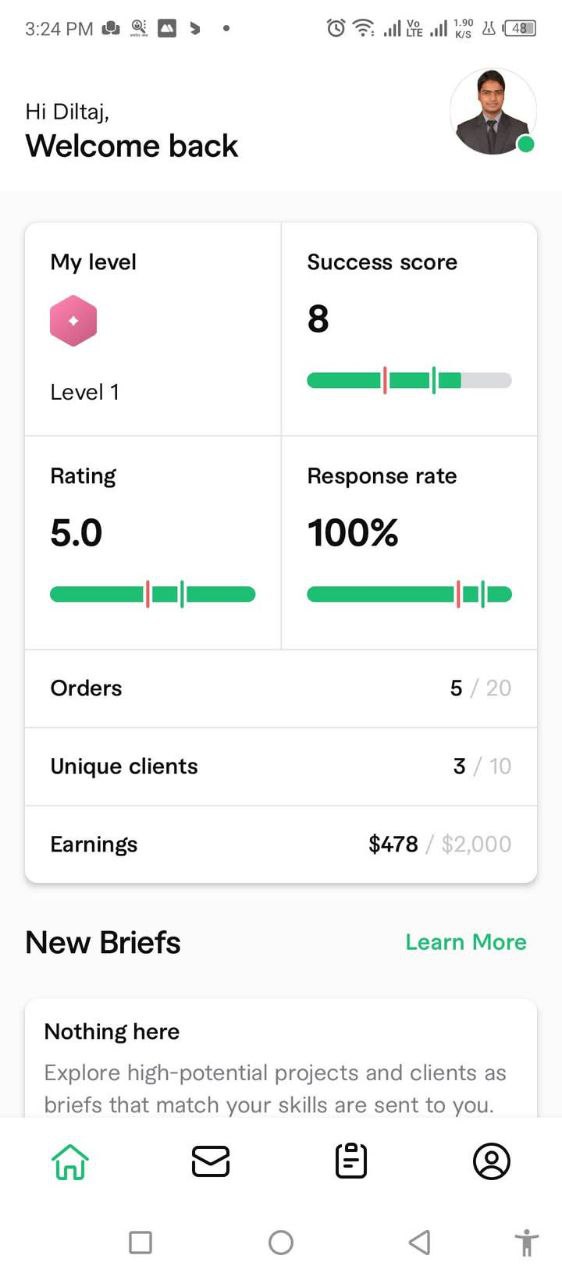 3:24 PM Vo LTE 1.90 K/S 48
Hi Diltaj,
Welcome back
My level Success score
8
Level 1
Rating Response rate
5.0 100%
Orders 5 / 20
Unique clients 3 / 10
Earnings $478 / $2,000
New Briefs Learn More
Nothing here
Explore high-potential projects and clients as
briefs that match your skills are sent to you.